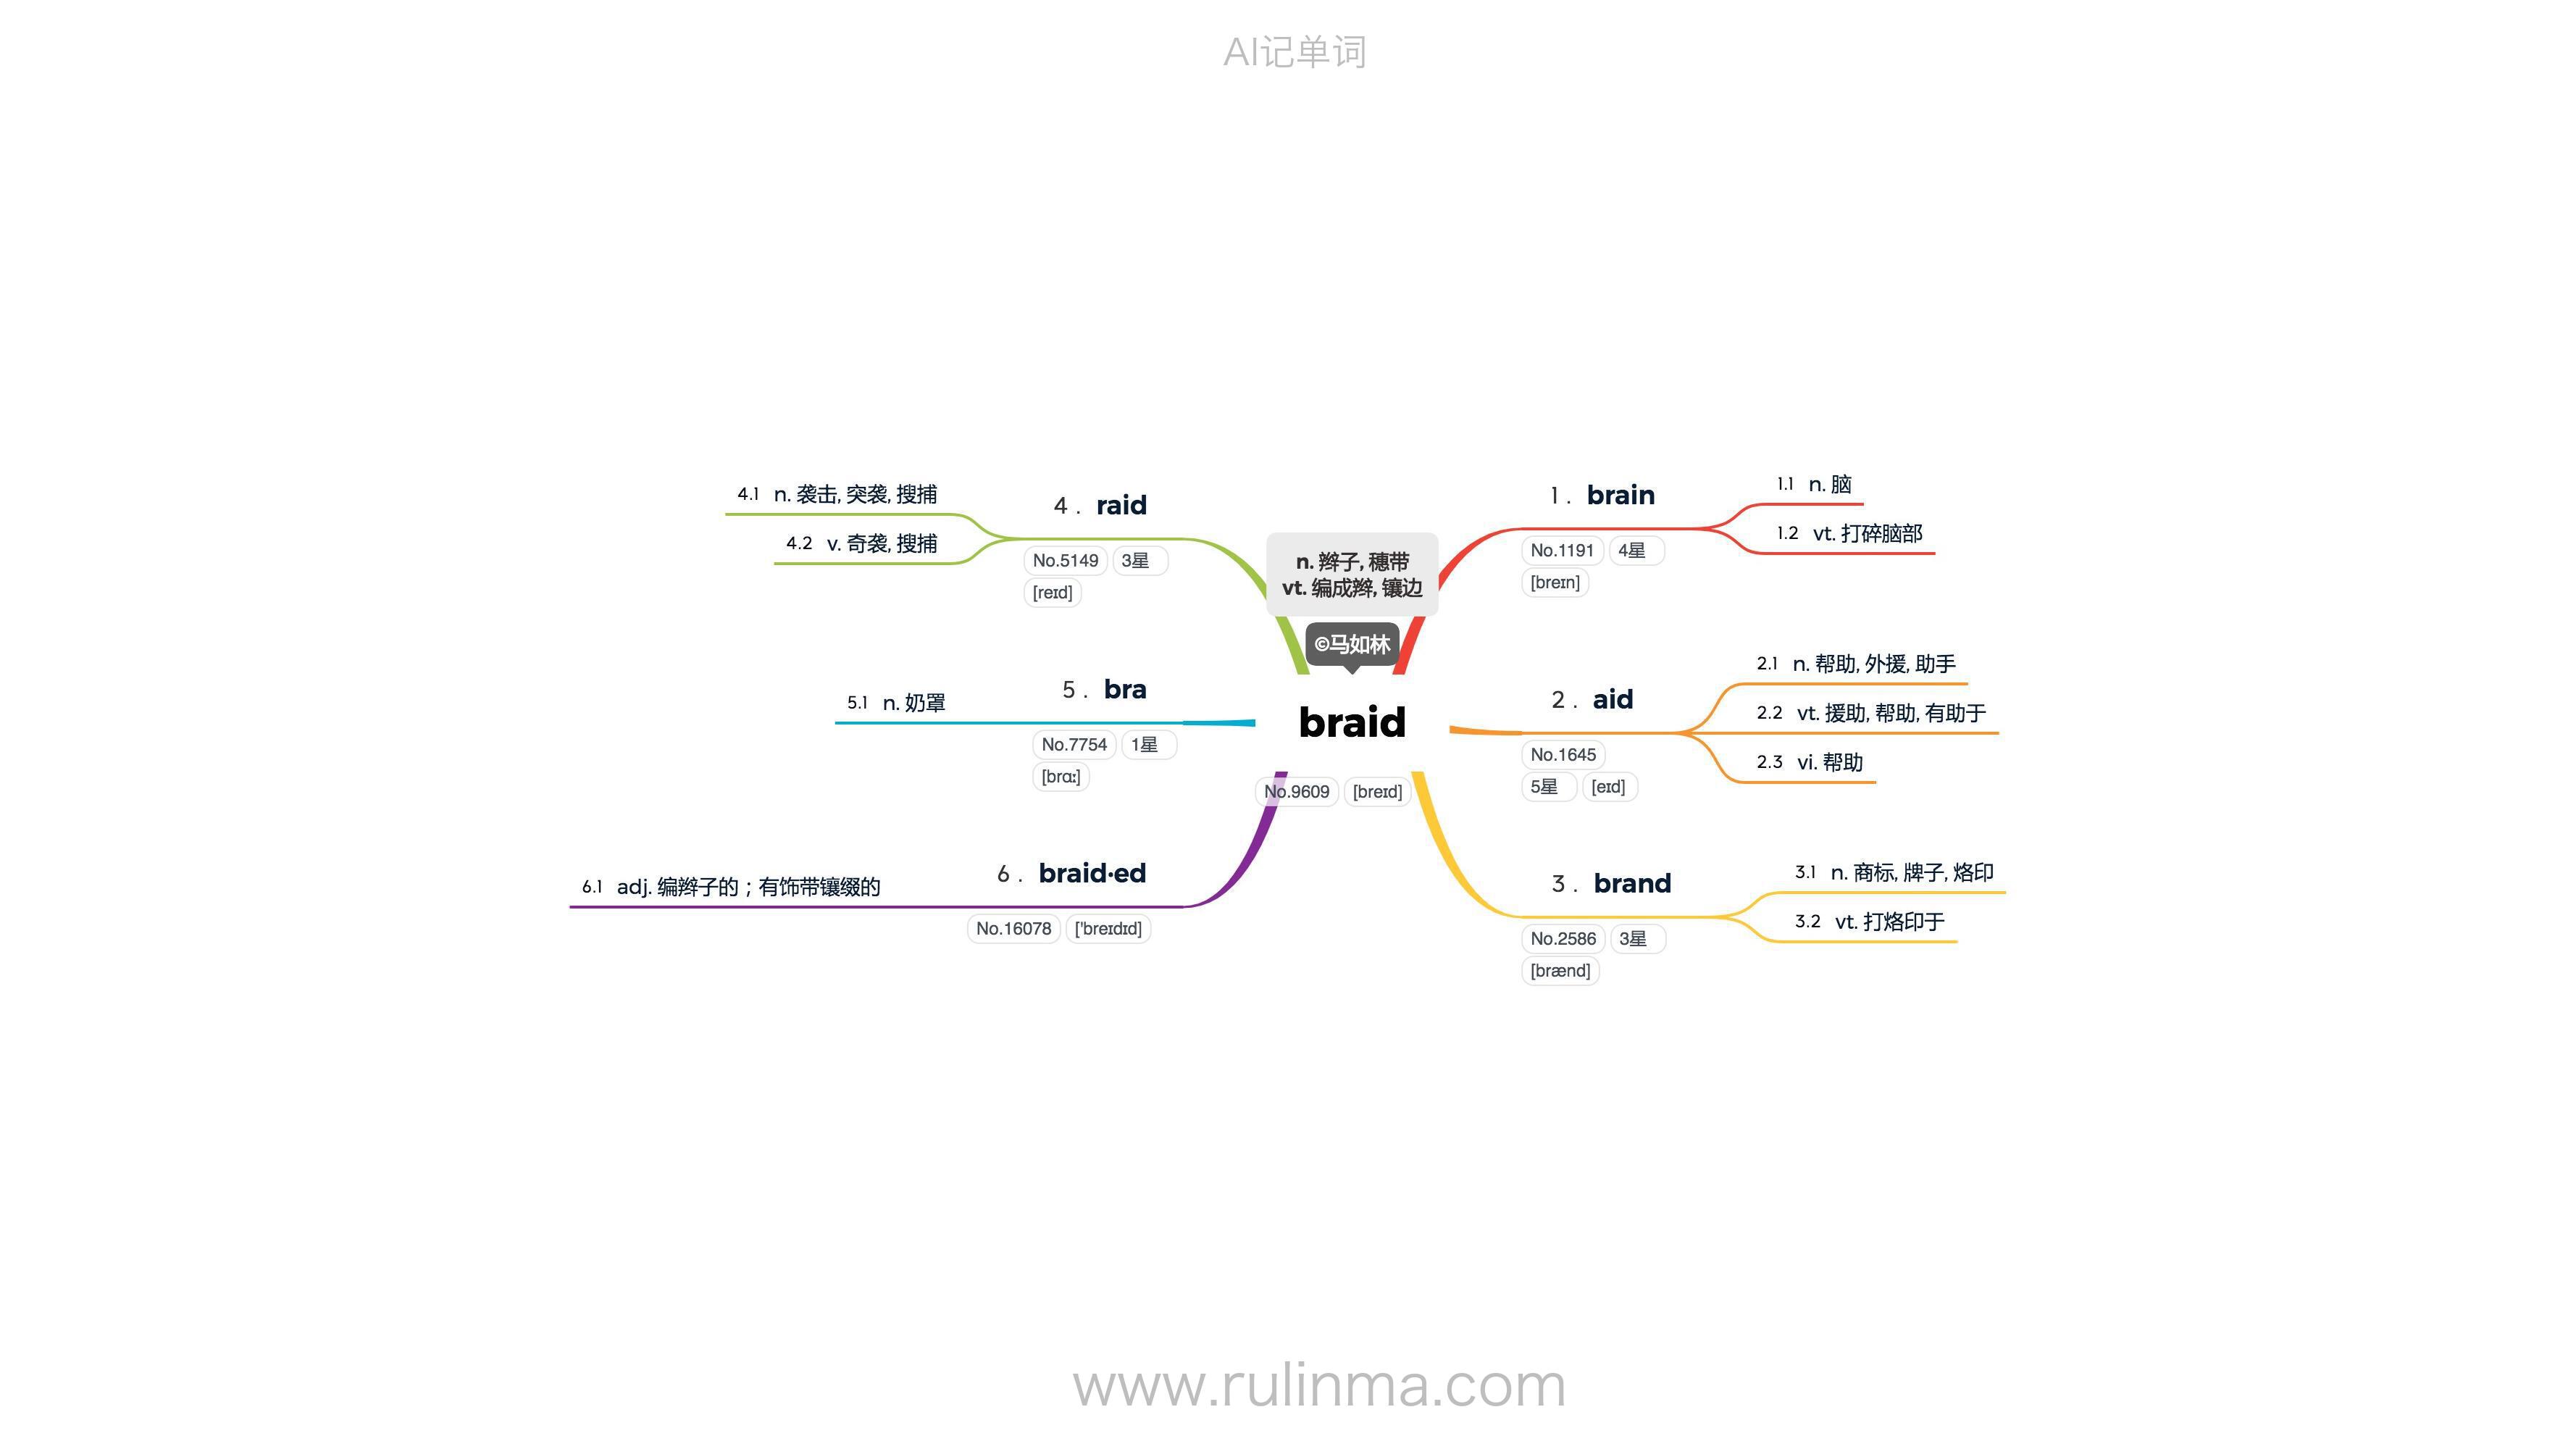 AI记单词
n. 辫子, 穗带
vt. 编成辫, 镶边
©马如林
braid
No.9609 [breɪd]
1 . brain
No.1191 4星
[breɪn]
1.1 n. 脑
1.2 vt. 打碎脑部
2 . aid
No.1645
5星 [eɪd]
2.1 n. 帮助, 外援, 助手
2.2 vt. 援助, 帮助, 有助于
2.3 vi. 帮助
3 . brand
No.2586 3星
[brænd]
3.1 n. 商标, 牌子, 烙印
3.2 vt. 打烙印于
4 . raid
No.5149 3星
[reɪd]
4.1 n. 袭击, 突袭, 搜捕
4.2 v. 奇袭, 搜捕
5 . bra
No.7754 1星
[brɑː]
5.1 n. 奶罩
6 . braid·ed
No.16078 ['breɪdɪd]
6.1 adj. 编辫子的；有饰带镶缀的
www.rulinma.com